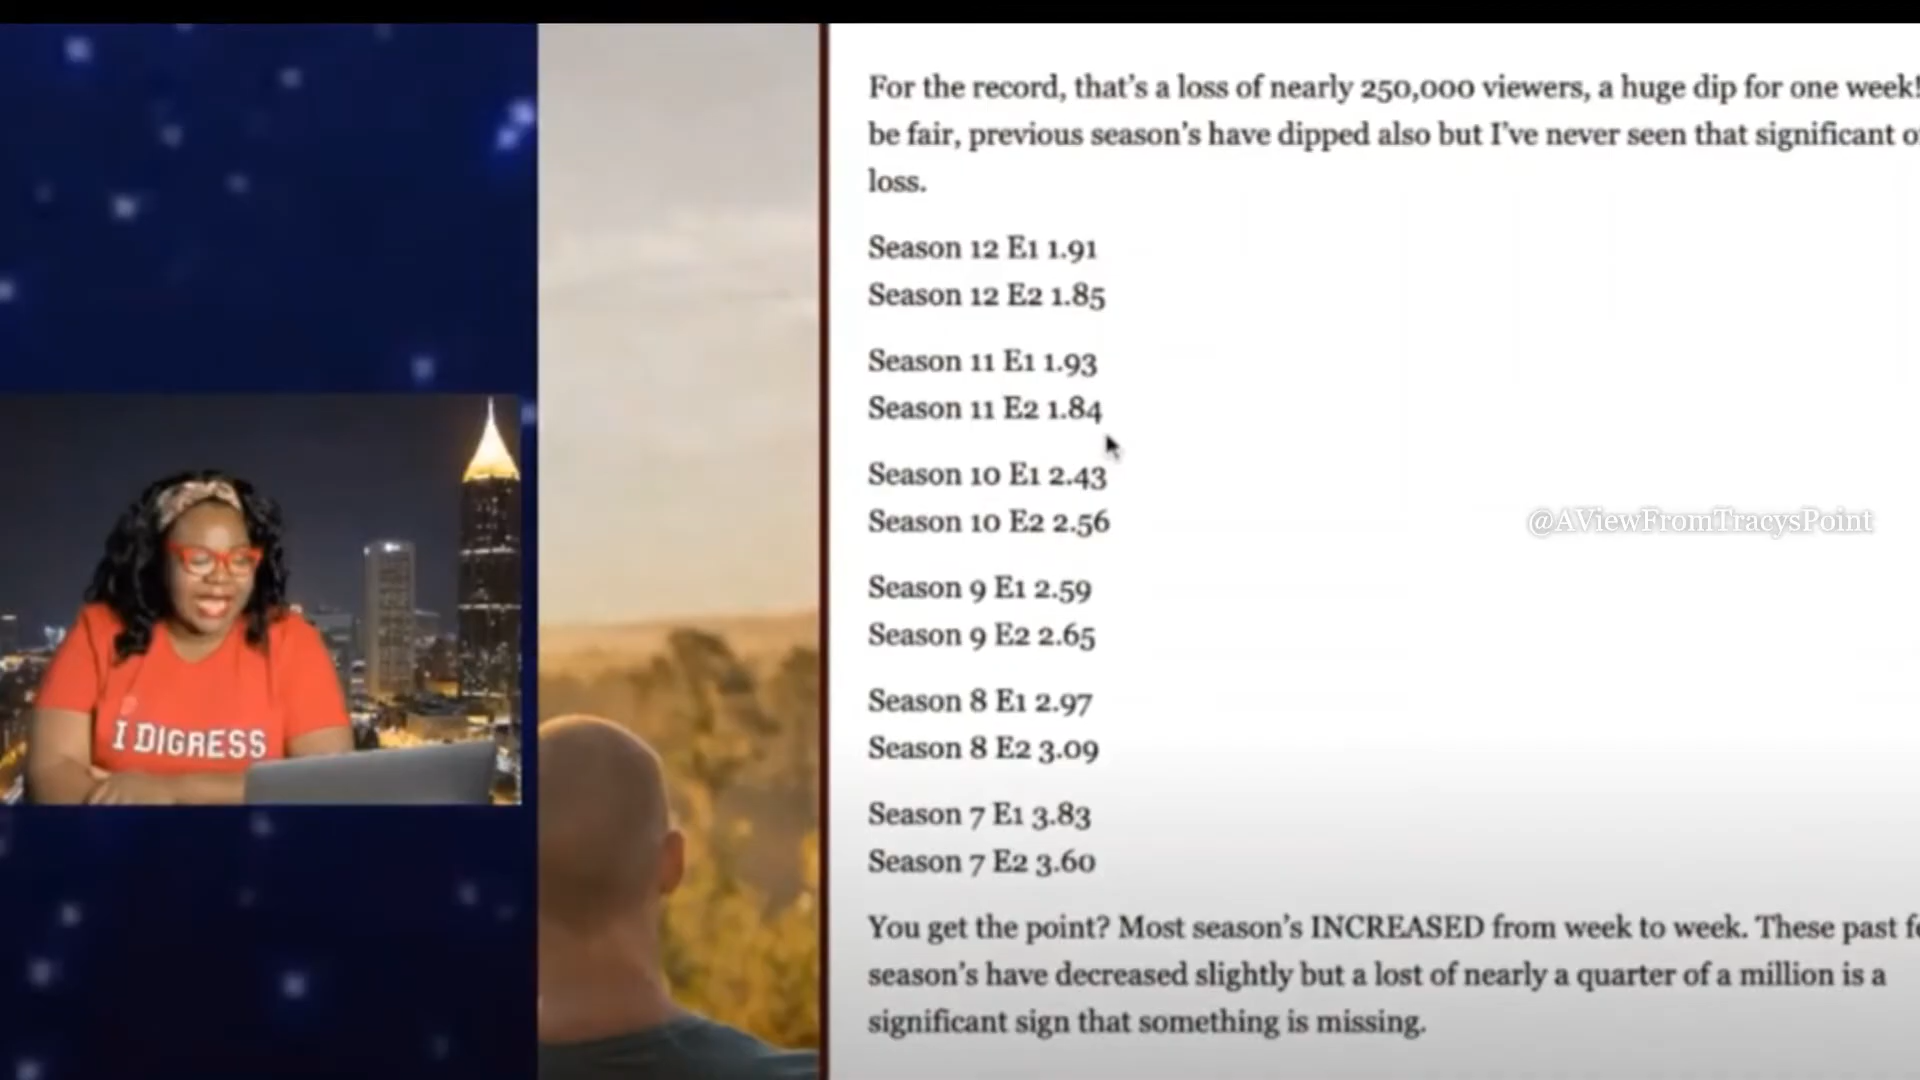 For the record, that's a loss of nearly 250,000 viewers, a huge dip for one week!
be fair, previous season's have dipped also but I've never seen that significant of
loss.
Season 12 E1 1.91
Season 12 E2 1.85
Season 11 E1 1.93
Season 11 E2 1.84
Season 10 E1 2.43
Season 10 E2 2.56
@AViewFromTracysPoint
Season 9 E1 2.59
Season 9 E2 2.65
Season 8 E1 2.97
Season 8 E2 3.09
I DIGRESS
Season 7 E1 3.83
Season 7 E2 3.60
You get the point? Most season's INCREASED from week to week. These past
season's have decreased slightly but a lost of nearly a quarter of a million is a
significant sign that something is missing.